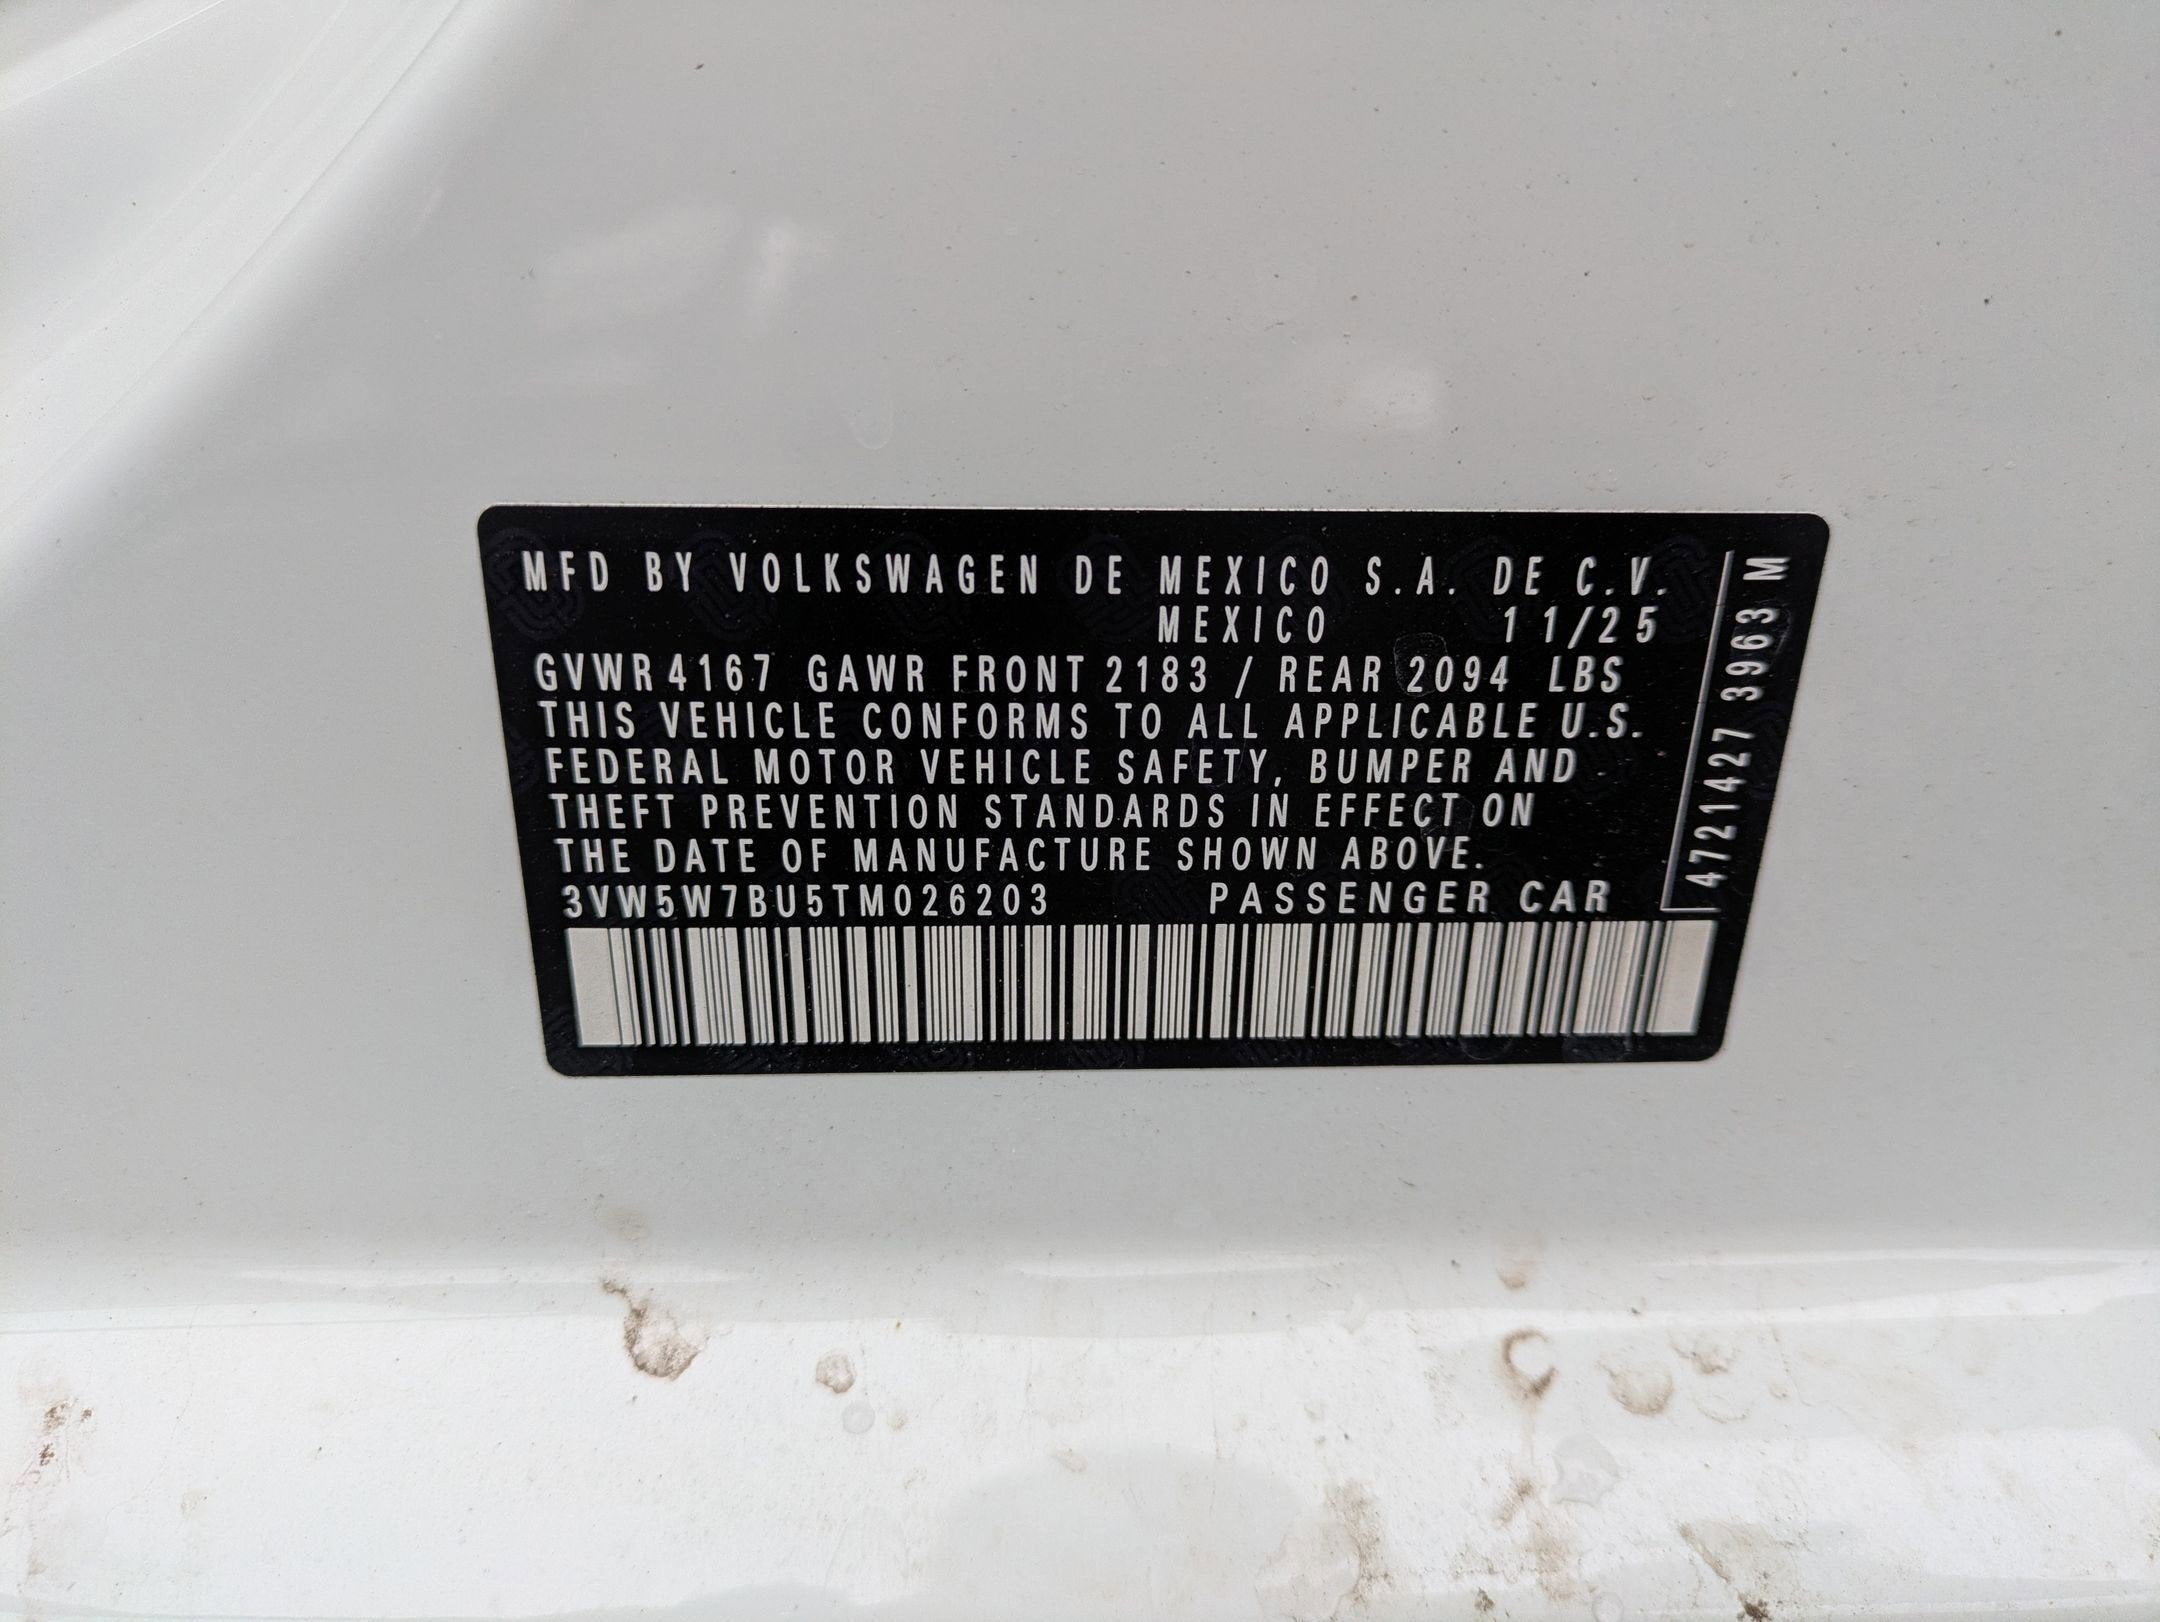 MFD BY VOLKSWAGEN DE MEXICO S.A. DE C.V.
MEXICO 11/25
GVWR 4167 GAWR FRONT 2183 / REAR 2094 LBS
THIS VEHICLE CONFORMS TO ALL APPLICABLE U.S.
FEDERAL MOTOR VEHICLE SAFETY, BUMPER AND
THEFT PREVENTION STANDARDS IN EFFECT ON
THE DATE OF MANUFACTURE SHOWN ABOVE.
3VW5W7BU5TM026203 PASSENGER CAR
4721427 3963 M